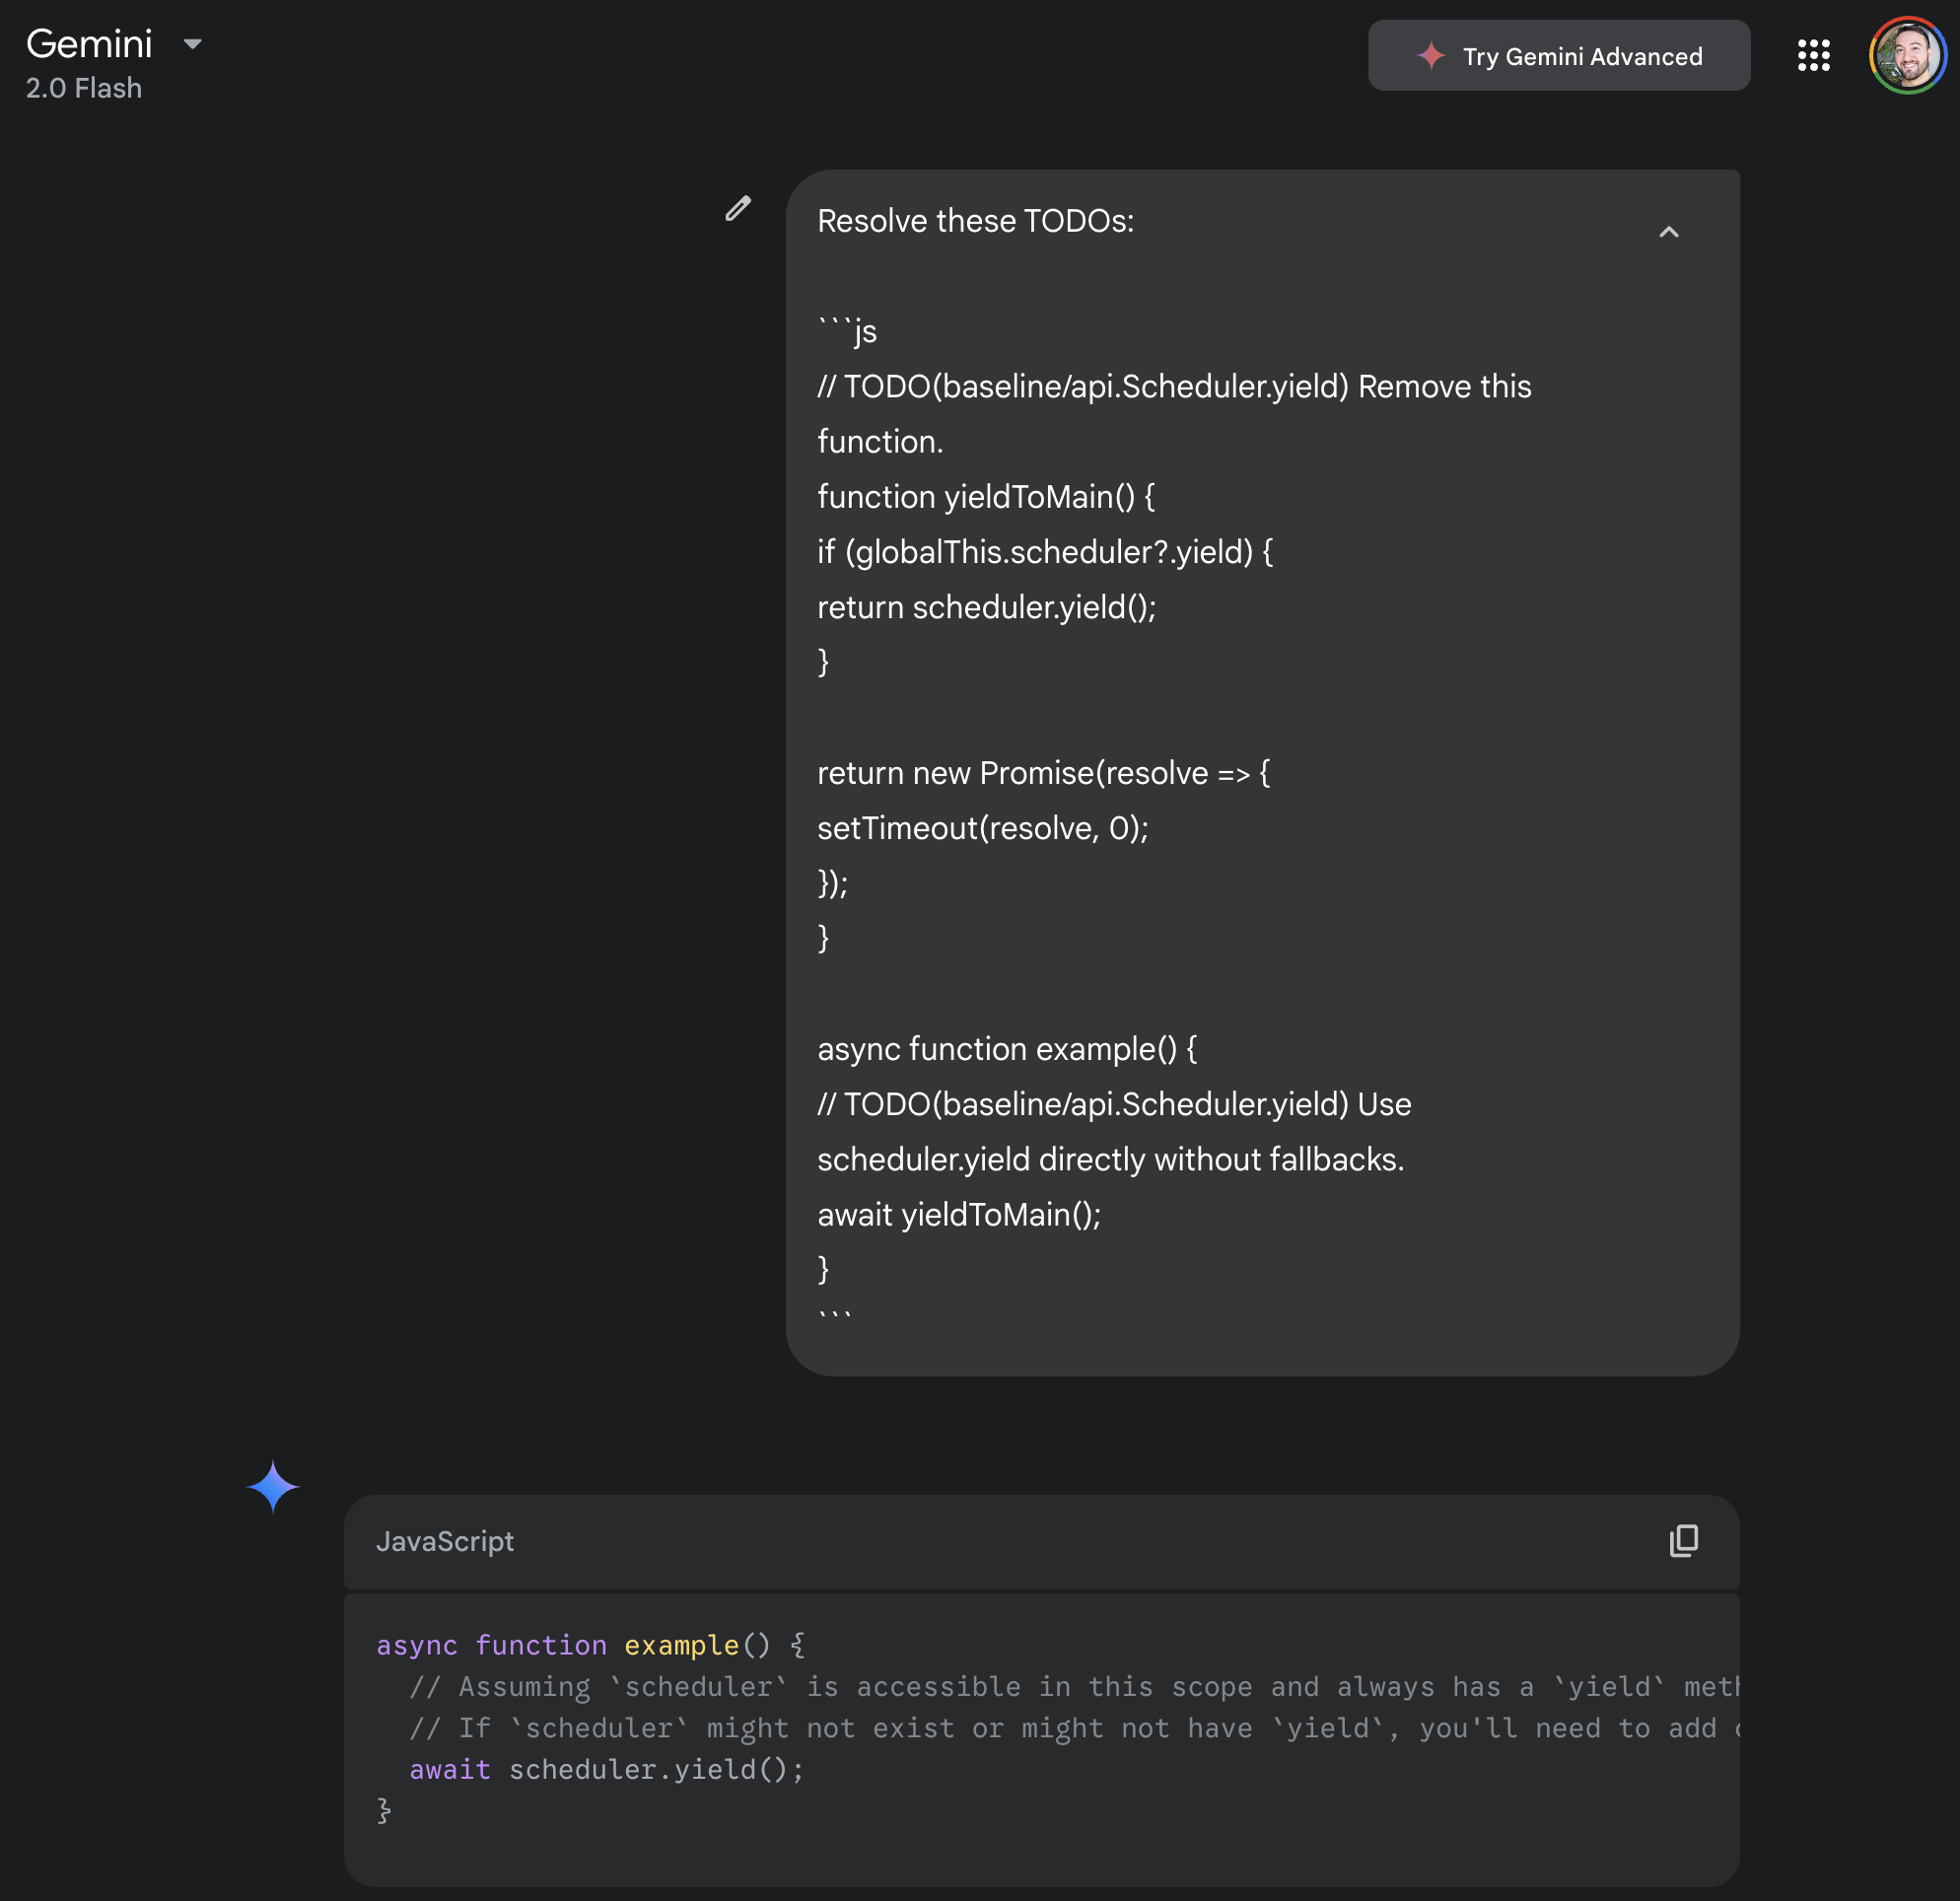 Gemini
2.0 Flash
Try Gemini Advanced
Resolve these TODOs:
```js
// TODO(baseline/api.Scheduler.yield) Remove this
function.
function yieldToMain() {
if (globalThis.scheduler?.yield) {
return scheduler.yield();
}
return new Promise(resolve => {
setTimeout(resolve, 0);
});
}
async function example() {
// TODO(baseline/api.Scheduler.yield) Use
scheduler.yield directly without fallbacks.
await yieldToMain();
}
```
JavaScript
async function example() {
// Assuming `scheduler` is accessible in this scope and always has a `yield` met
// If `scheduler` might not exist or might not have `yield`, you'll need to add
await scheduler.yield();
}